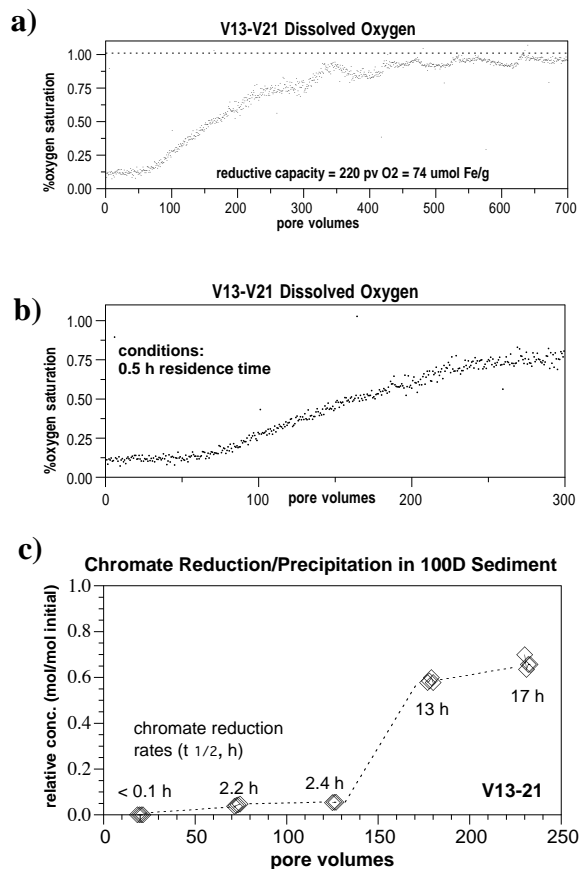 a)
V13-V21 Dissolved Oxygen
%oxygen saturation
1.00
0.75
0.50
0.25
0.00
reductive capacity = 220 pv O2 = 74 umol Fe/g
0 100 200 300 400 500 600 700
pore volumes
b)
V13-V21 Dissolved Oxygen
%oxygen saturation
1.00
0.75
0.50
0.25
0.00
conditions:
0.5 h residence time
0 100 200 300
pore volumes
c)
Chromate Reduction/Precipitation in 100D Sediment
relative conc. (mol/mol initial)
1.0
0.8
0.6
0.4
0.2
0.0
chromate reduction
rates (t 1/2, h)
< 0.1 h
2.2 h
2.4 h
13 h
17 h
V13-21
0 50 100 150 200 250
pore volumes